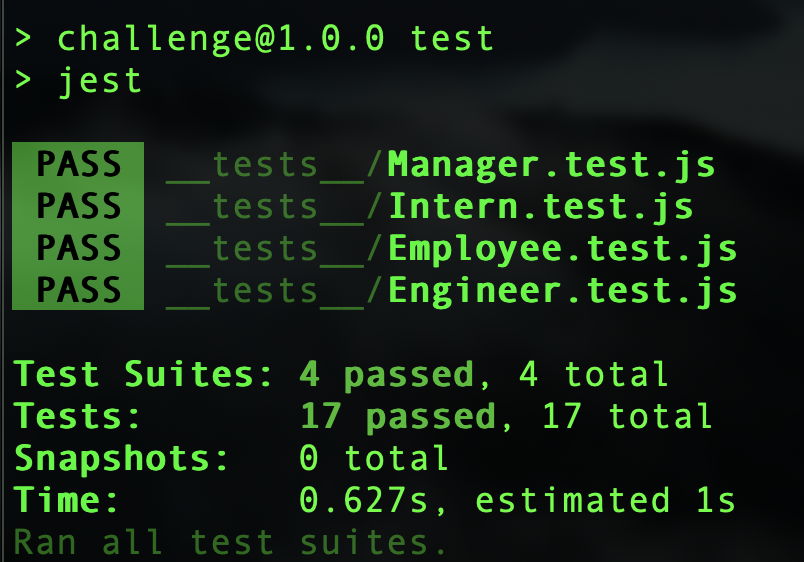 > challenge@1.0.0 test
> jest
PASS __tests__/Manager.test.js
PASS __tests__/Intern.test.js
PASS __tests__/Employee.test.js
PASS __tests__/Engineer.test.js
Test Suites: 4 passed, 4 total
Tests: 17 passed, 17 total
Snapshots: 0 total
Time: 0.627s, estimated 1s
Ran all test suites.